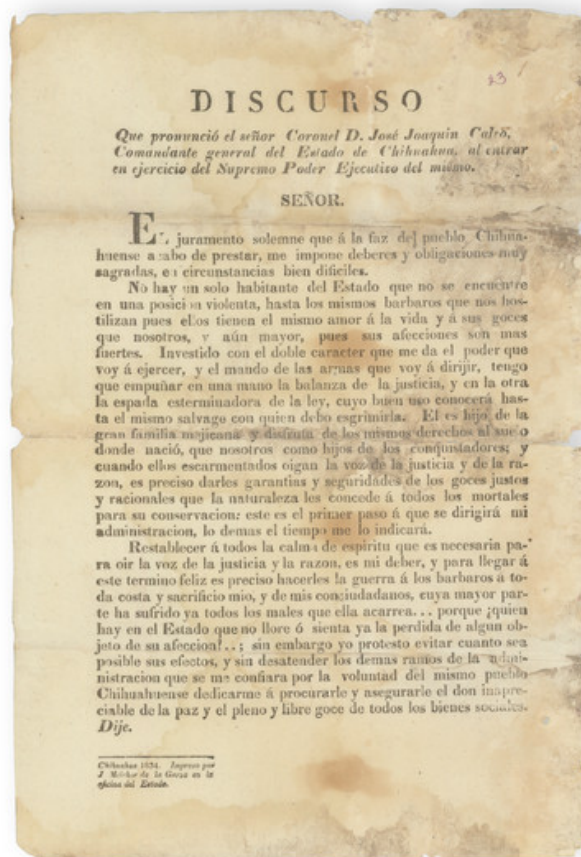 23
DISCURSO
Que pronunció el señor Coronel D. José Joaquin Calvo,
Comandante general del Estado de Chihuahua, al entrar
en ejercicio del Supremo Poder Ejecutivo del mismo.
SEÑOR.
El juramento solemne que á la faz del pueblo Chihua-
huense acabo de prestar, me impone deberes y obligaciones muy
sagradas, en circunstancias bien dificiles.
No hay un solo habitante del Estado que no se encuentre
en una posicion violenta, hasta los mismos barbaros que nos hos-
tilizan pues ellos tienen el mismo amor á la vida y á sus goces
que nosotros, y aún mayor, pues sus afecciones son mas
fuertes. Investido con el doble caracter que me da el poder que
voy á ejercer, y el mando de las armas que voy á dirijir, tengo
que empuñar en una mano la balanza de la justicia, y en la otra
la espada esterminadora de la ley, cuyo buen uso conocerá has-
ta el mismo salvage con quien debo esgrimirla. El es hijo de la
gran familia mejicana y disfruta de los mismos derechos al suelo
donde nació, que nosotros como hijos de los conquistadores; y
cuando ellos escarmentados oigan la voz de la justicia y de la ra-
zon, es preciso darles garantias y seguridades de los goces justos
y racionales que la naturaleza les concede á todos los mortales
para su conservacion: este es el primer paso á que se dirigirá mi
administracion, lo demas el tiempo me lo indicará.
Restablecer á todos la calma de espiritu que es necesaria pa-
ra oir la voz de la justicia y la razon, es mi deber, y para llegar á
este termino feliz es preciso hacerles la guerra á los barbaros á to-
da costa y sacrificio mio, y de mis conciudadanos, cuya mayor par-
te ha sufrido ya todos los males que ella acarrea... porque ¿quien
hay en el Estado que no llore ó sienta ya la perdida de algun ob-
jeto de su afeccion?..; sin embargo yo protesto evitar cuanto sea
posible sus efectos, y sin desatender los demas ramos de la admi-
nistracion que se me confiara por la voluntad del mismo pueblo
Chihuahuense dedicarme á procurarle y asegurarle el don inapre-
ciable de la paz y el pleno y libre goce de todos los bienes sociales.
Dije.
Chihuahua 1834. Impreso por
J. Melchor de la Garza en la
oficina del Estado.